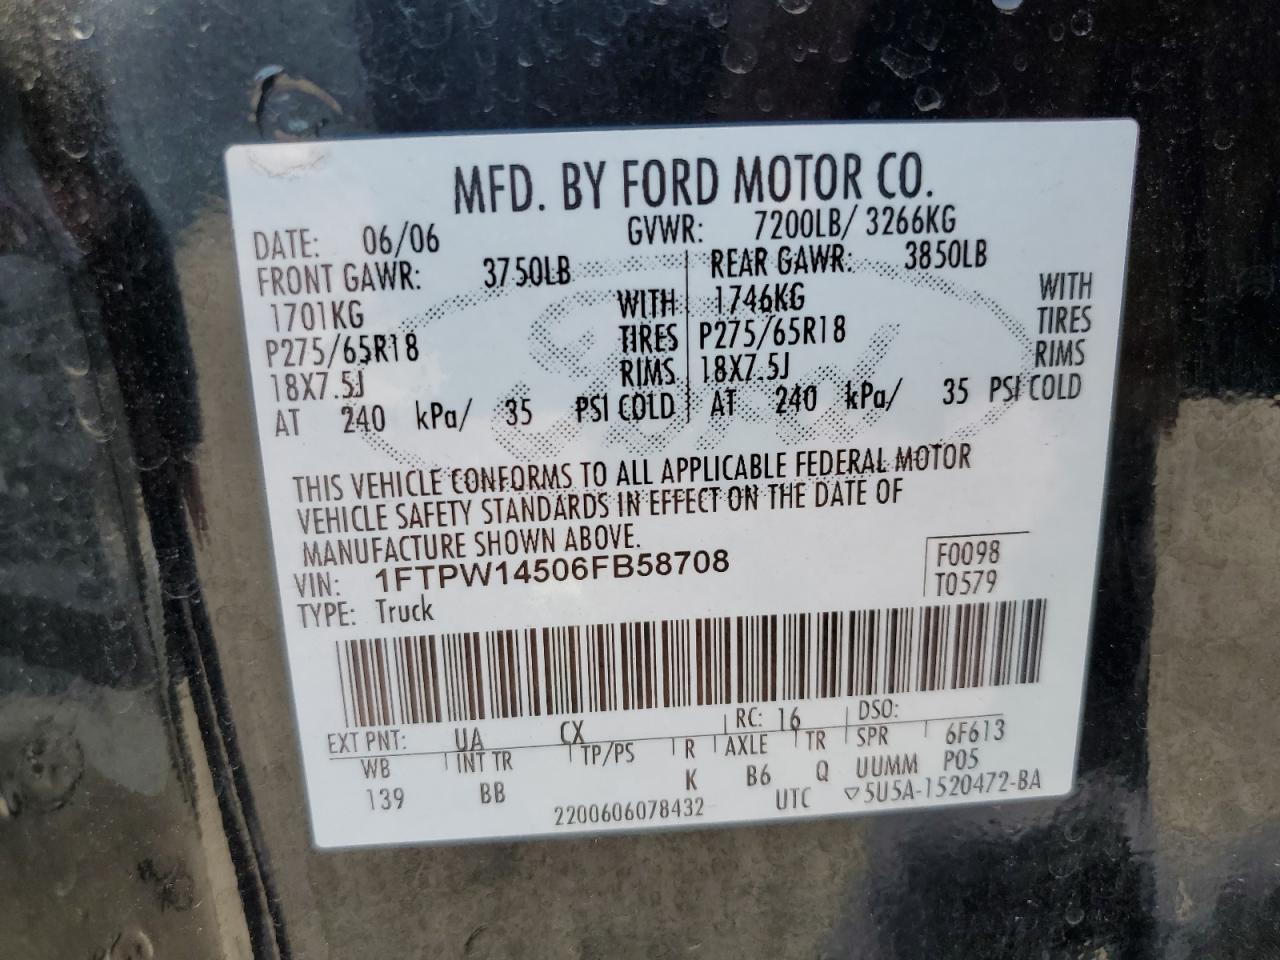 MFD. BY FORD MOTOR CO.
DATE: 06/06 GVWR: 7200LB/ 3266KG
FRONT GAWR: 3750LB REAR GAWR: 3850LB
1701KG WITH 1746KG WITH
P275/65R18 TIRES P275/65R18 TIRES
18X7.5J RIMS 18X7.5J RIMS
AT 240 kPa/ 35 PSI COLD AT 240 kPa/ 35 PSI COLD
THIS VEHICLE CONFORMS TO ALL APPLICABLE FEDERAL MOTOR
VEHICLE SAFETY STANDARDS IN EFFECT ON THE DATE OF
MANUFACTURE SHOWN ABOVE.
VIN: 1FTPW14506FB58708 F0098
TYPE: Truck T0579
EXT PNT: UA CX RC: 16 DSO:
WB INT TR TP/PS R AXLE TR SPR 6F613
139 BB K B6 Q UUMM P05
2200606078432 UTC ▽5U5A-1520472-BA